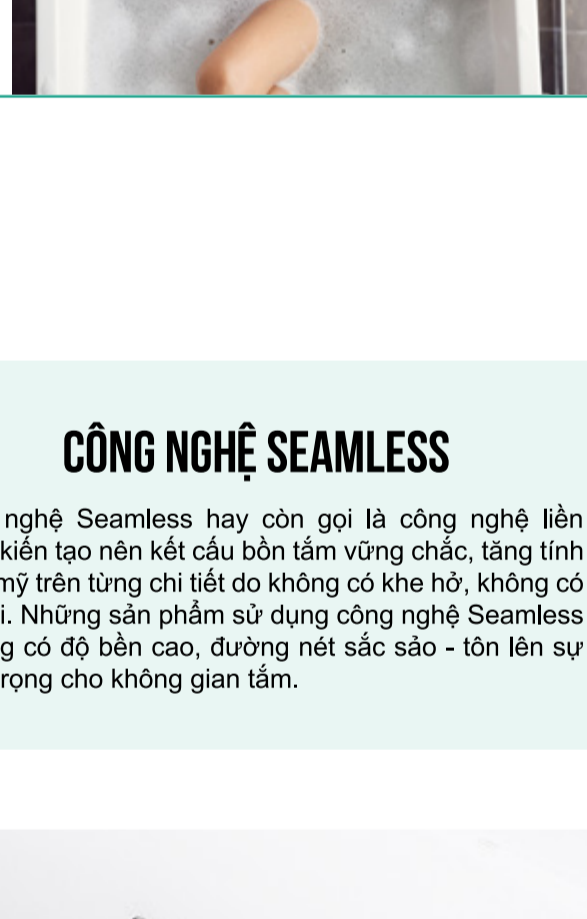 CÔNG NGHỆ SEAMLESS
nghệ Seamless hay còn gọi là công nghệ liền
kiến tạo nên kết cấu bồn tắm vững chắc, tăng tính
mỹ trên từng chi tiết do không có khe hở, không có
i. Những sản phẩm sử dụng công nghệ Seamless
g có độ bền cao, đường nét sắc sảo - tôn lên sự
rọng cho không gian tắm.